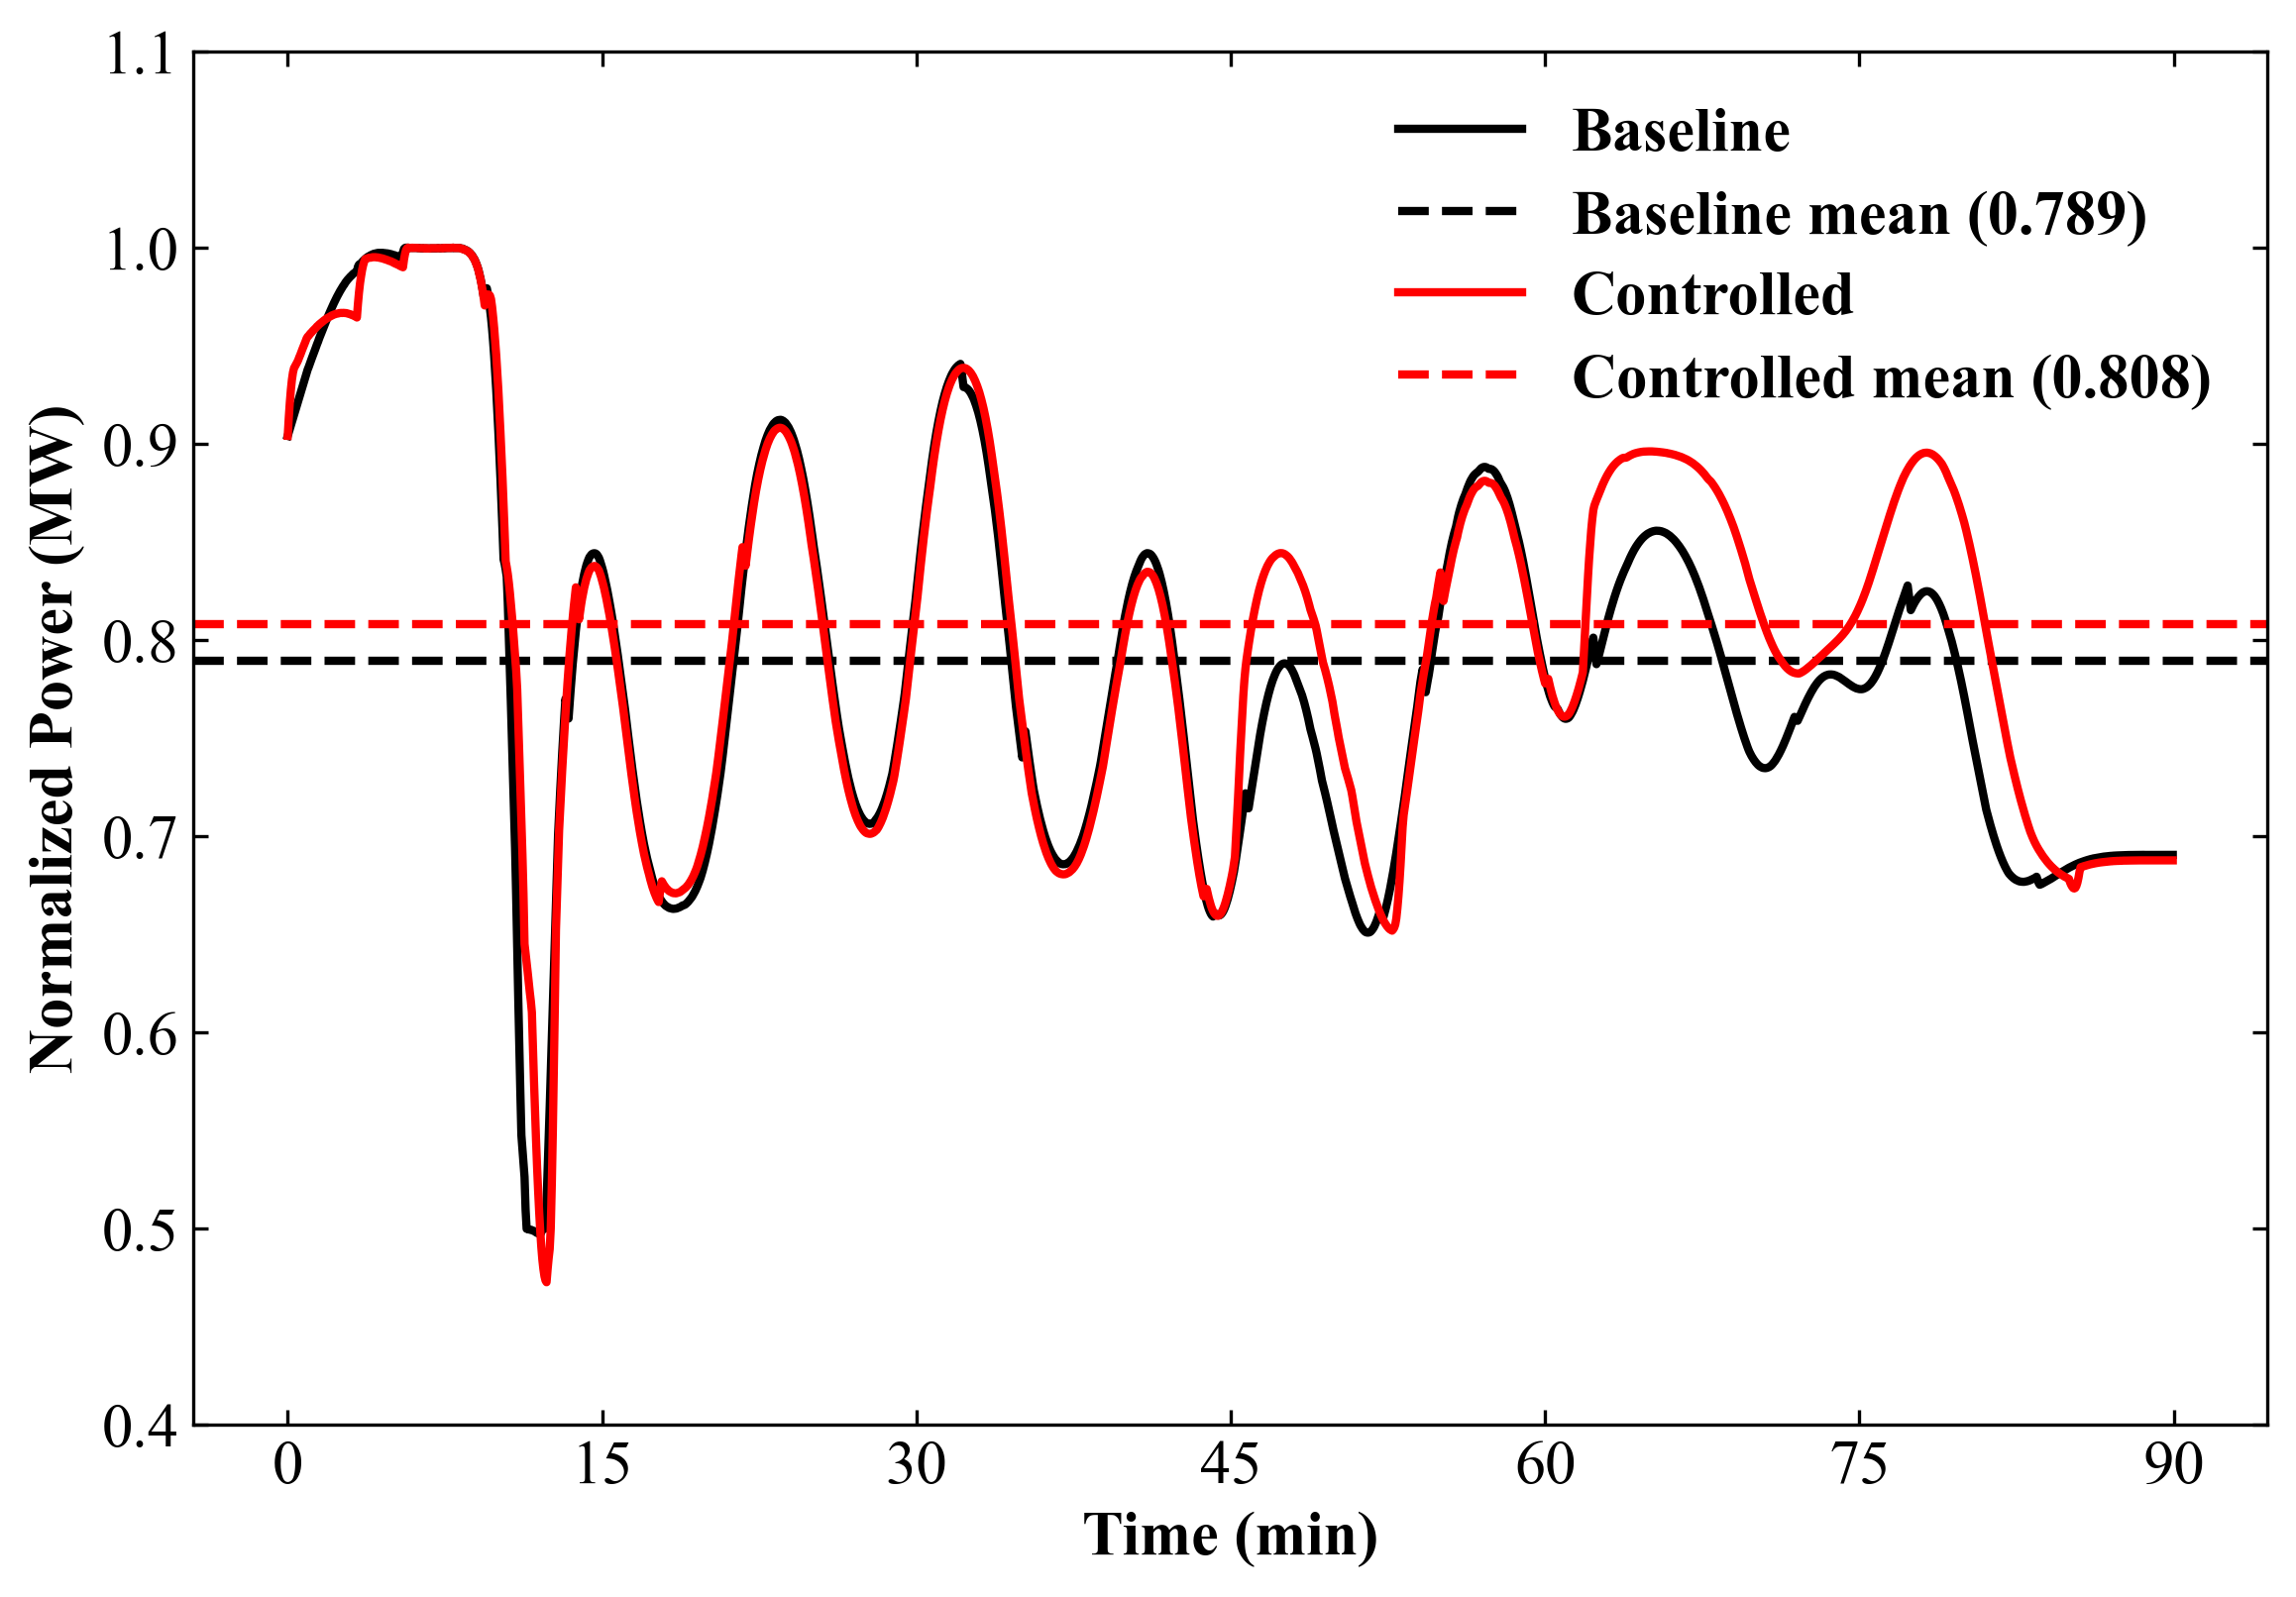 1.1
1.0
0.9
0.8
0.7
0.6
0.5
0.4
Normalized Power (MW)
Baseline
Baseline mean (0.789)
Controlled
Controlled mean (0.808)
0 15 30 45 60 75 90
Time (min)